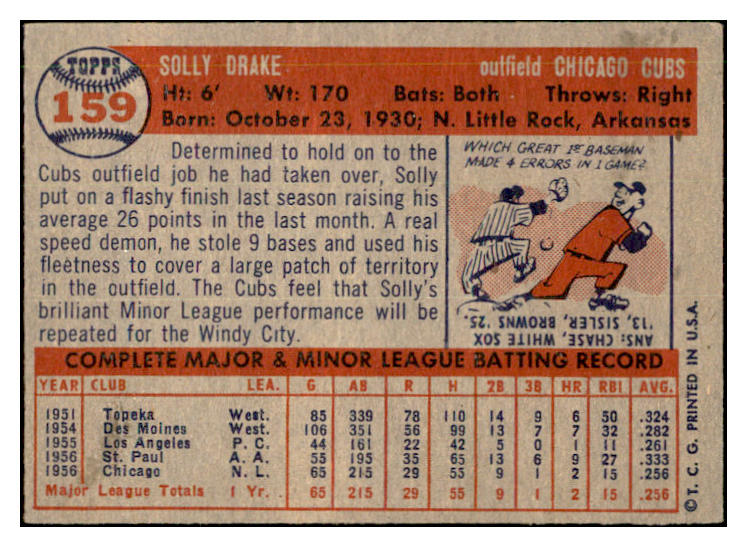 TOPPS
159
SOLLY DRAKE outfield CHICAGO CUBS
Ht: 6' Wt: 170 Bats: Both Throws: Right
Born: October 23, 1930; N. Little Rock, Arkansas
Determined to hold on to the
Cubs outfield job he had taken over, Solly
put on a flashy finish last season raising his
average 26 points in the last month. A real
speed demon, he stole 9 bases and used his
fleetness to cover a large patch of territory
in the outfield. The Cubs feel that Solly's
brilliant Minor League performance will be
repeated for the Windy City.
WHICH GREAT 1ST BASEMAN
MADE 4 ERRORS IN 1 GAME?
ANS: CHASE, WHITE SOX
'13, SISLER, BROWNS '25.
COMPLETE MAJOR & MINOR LEAGUE BATTING RECORD
YEAR CLUB LEA. G AB R H 2B 3B HR RBI AVG.
1951 Topeka West. 85 339 78 110 14 9 6 50 .324
1954 Des Moines West. 106 351 56 99 13 7 7 32 .282
1955 Los Angeles P. C. 44 161 22 42 5 0 1 11 .261
1956 St. Paul A. A. 55 195 35 65 13 6 9 27 .333
1956 Chicago N. L. 65 215 29 55 9 1 2 15 .256
Major League Totals 1 Yr. 65 215 29 55 9 1 2 15 .256
© T. C. G. PRINTED IN U.S.A.